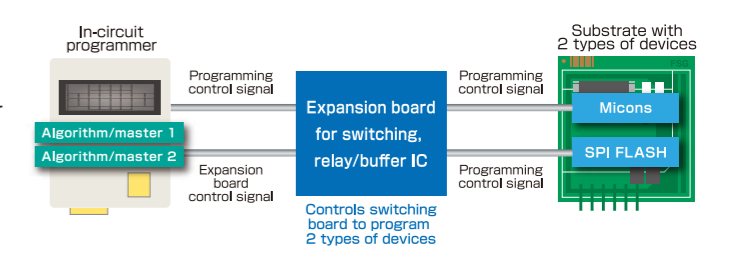 In-circuit
programmer
Algorithm/master 1
Algorithm/master 2
Programming
control signal
Expansion
board
control signal
Expansion board
for switching,
relay/buffer IC
Controls switching
board to program
2 types of devices
Programming
control signal
Programming
control signal
Substrate with
2 types of devices
FSG
Micons
SPI FLASH